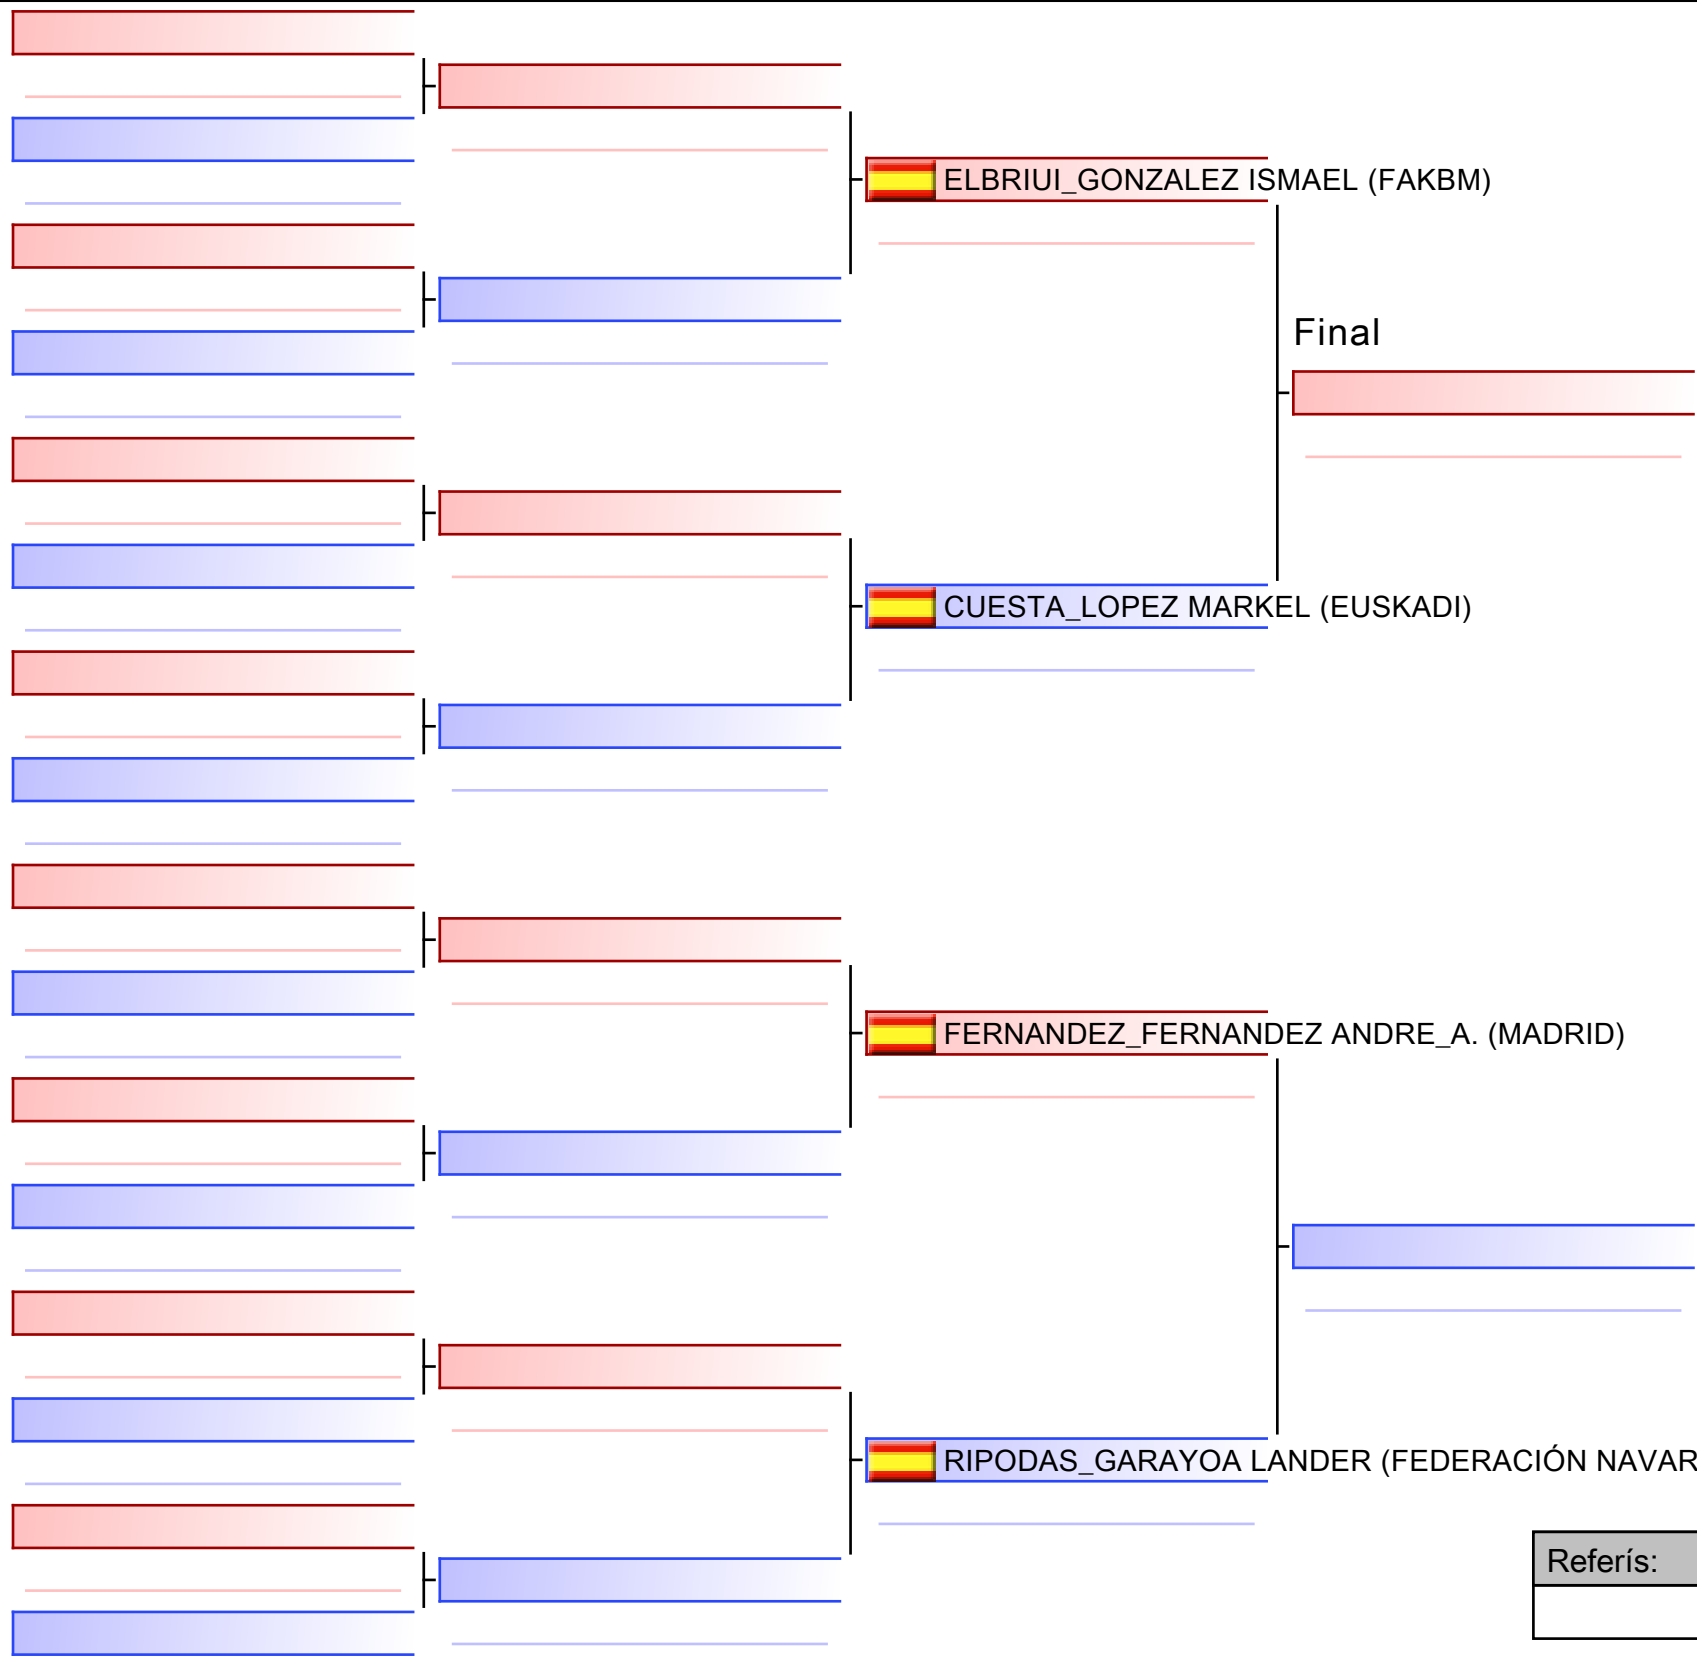 ELBRIUI_GONZALEZ ISMAEL (FAKBM)
Final
CUESTA_LOPEZ MARKEL (EUSKADI)
FERNANDEZ_FERNANDEZ ANDRE_A. (MADRID)
RIPODAS_GARAYOA LANDER (FEDERACIÓN NAVAR
Referís: